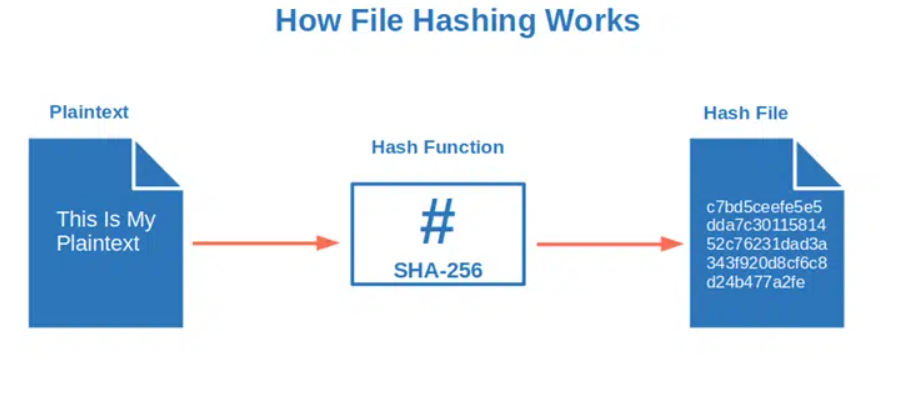 How File Hashing Works
Plaintext
This Is My
Plaintext
Hash Function
#
SHA-256
Hash File
c7bd5ceefe5e5
dda7c30115814
52c76231dad3a
343f920d8cf6c8
d24b477a2fe